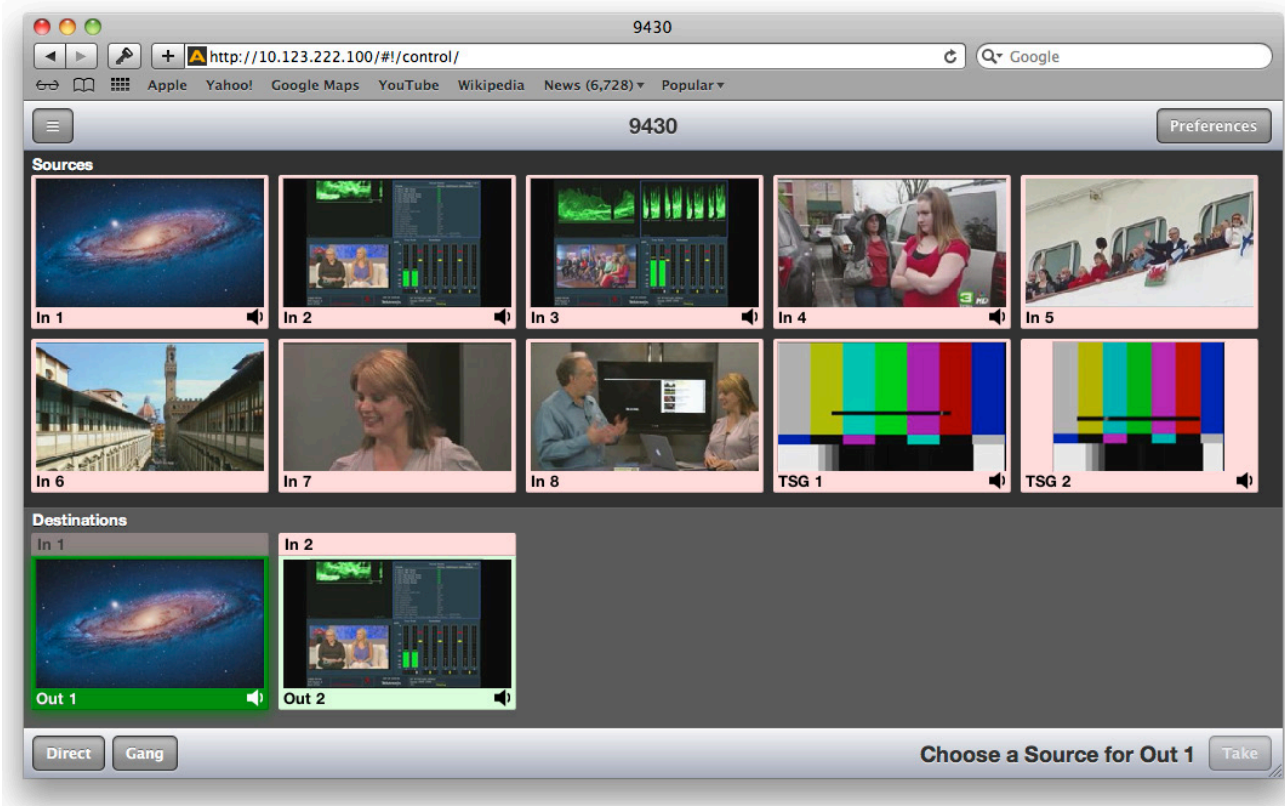 9430
http://10.123.222.100/#!/control/
Google
Apple Yahoo! Google Maps YouTube Wikipedia News (6,728) Popular
9430
Preferences
Sources
In 1
In 2
In 3
In 4
3 HD
In 5
In 6
In 7
In 8
TSG 1
TSG 2
Destinations
In 1
In 2
Out 1
Out 2
Direct
Gang
Choose a Source for Out 1
Take